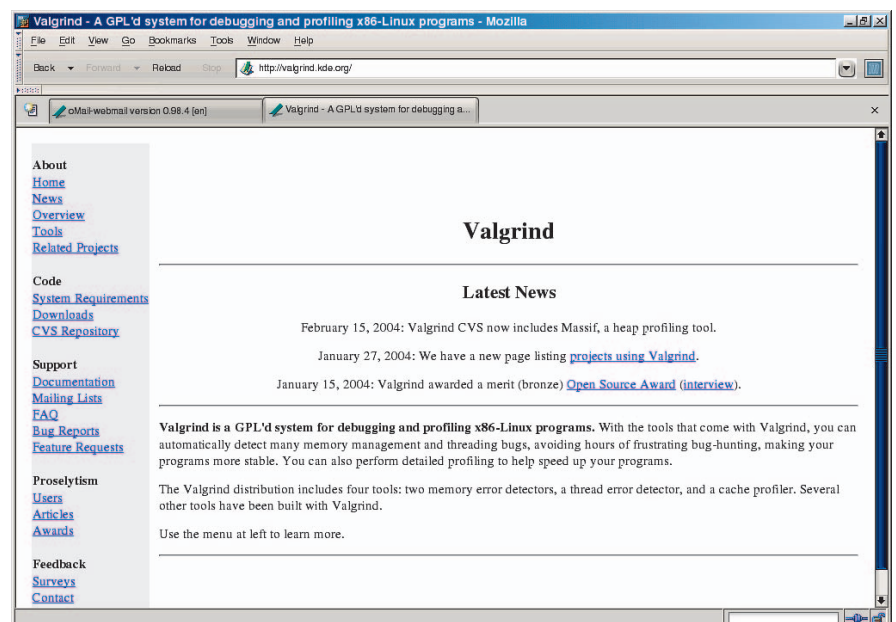 Valgrind - A GPL'd system for debugging and profiling x86-Linux programs - Mozilla
File Edit View Go Bookmarks Tools Window Help
Back Forward Reload Stop http://valgrind.kde.org/
oMail-webmail version 0.98.4 [en] Valgrind - A GPL'd system for debugging a...
About
Home
News
Overview
Tools
Related Projects
Code
System Requirements
Downloads
CVS Repository
Support
Documentation
Mailing Lists
FAQ
Bug Reports
Feature Requests
Proselytism
Users
Articles
Awards
Feedback
Surveys
Contact
Valgrind
Latest News
February 15, 2004: Valgrind CVS now includes Massif, a heap profiling tool.
January 27, 2004: We have a new page listing projects using Valgrind.
January 15, 2004: Valgrind awarded a merit (bronze) Open Source Award (interview).
Valgrind is a GPL'd system for debugging and profiling x86-Linux programs. With the tools that come with Valgrind, you can
automatically detect many memory management and threading bugs, avoiding hours of frustrating bug-hunting, making your
programs more stable. You can also perform detailed profiling to help speed up your programs.
The Valgrind distribution includes four tools: two memory error detectors, a thread error detector, and a cache profiler. Several
other tools have been built with Valgrind.
Use the menu at left to learn more.